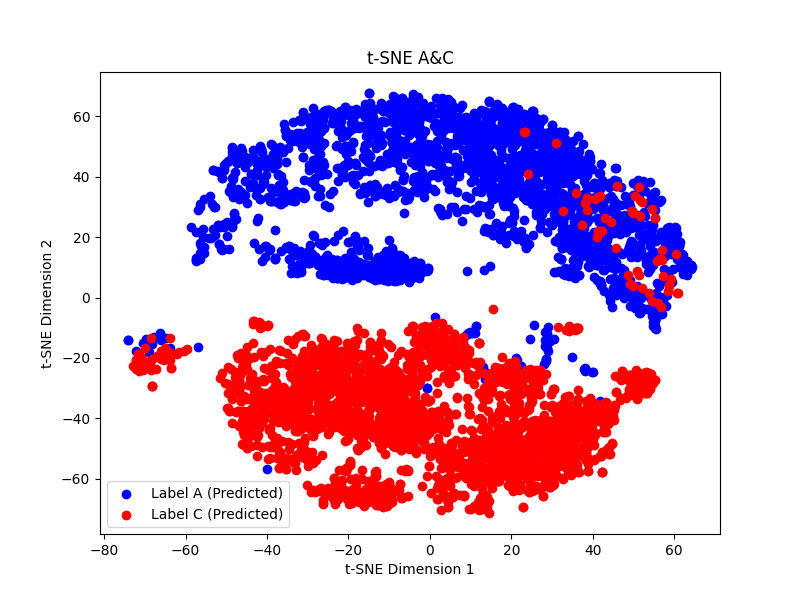 t-SNE A&C
60
40
20
0
−20
−40
−60
t-SNE Dimension 2
Label A (Predicted)
Label C (Predicted)
−80 −60 −40 −20 0 20 40 60
t-SNE Dimension 1